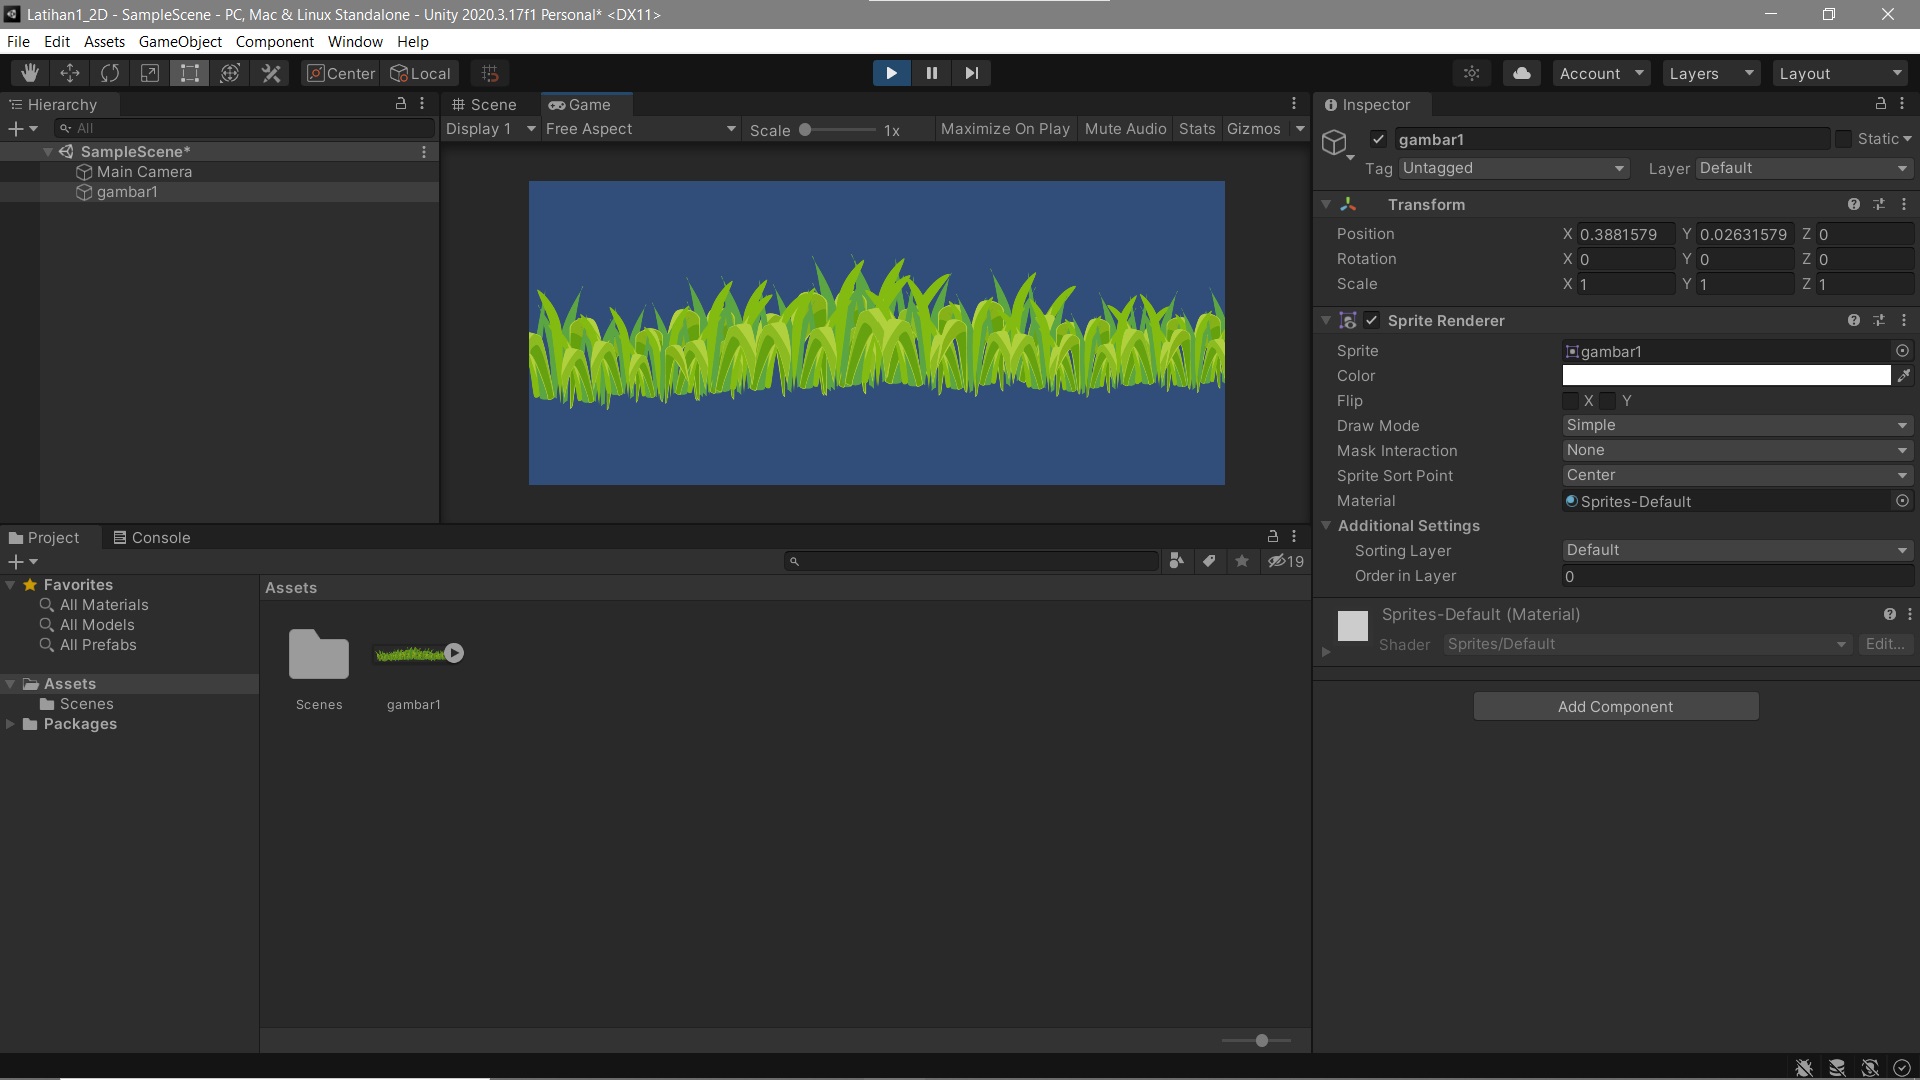 Latihan1_2D - SampleScene - PC, Mac & Linux Standalone - Unity 2020.3.17f1 Personal* <DX11>
File Edit Assets GameObject Component Window Help
Center Local Account Layers Layout
Hierarchy
All
SampleScene*
Main Camera
gambar1
Scene Game
Display 1 Free Aspect Scale 1x Maximize On Play Mute Audio Stats Gizmos
Inspector
gambar1 Static
Tag Untagged Layer Default
Transform
Position X 0.3881579 Y 0.02631579 Z 0
Rotation X 0 Y 0 Z 0
Scale X 1 Y 1 Z 1
Sprite Renderer
Sprite gambar1
Color
Flip X Y
Draw Mode Simple
Mask Interaction None
Sprite Sort Point Center
Material Sprites-Default
Additional Settings
Sorting Layer Default
Order in Layer 0
Sprites-Default (Material)
Shader Sprites/Default Edit...
Add Component
Project Console
19
Favorites
All Materials
All Models
All Prefabs
Assets
Scenes
Packages
Assets
Scenes gambar1